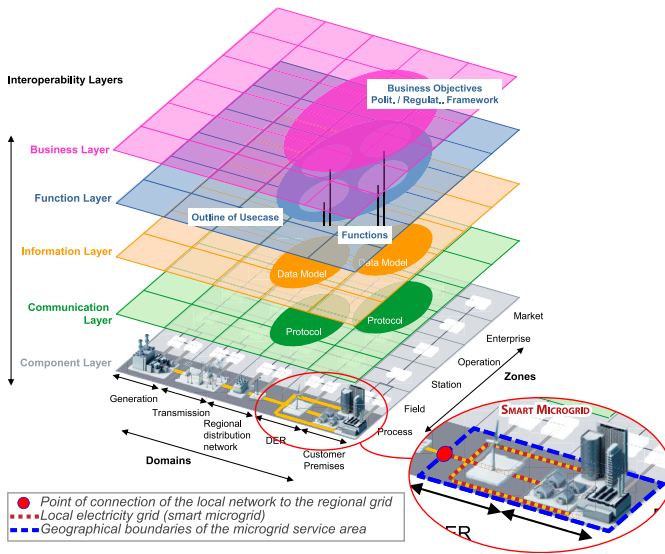 Interoperability Layers
Business Objectives
Polit. / Regulat.. Framework
Business Layer
Function Layer
Outline of Usecase
Functions
Information Layer
Data Model
Data Model
Communication
Layer
Protocol
Protocol
Component Layer
Market
Enterprise
Operation
Station
Zones
Field
Process
Generation
Transmission
Regional
distribution
network
DER
Customer
Premises
Domains
SMART MICROGRID
ER
Point of connection of the local network to the regional grid
Local electricity grid (smart microgrid)
Geographical boundaries of the microgrid service area